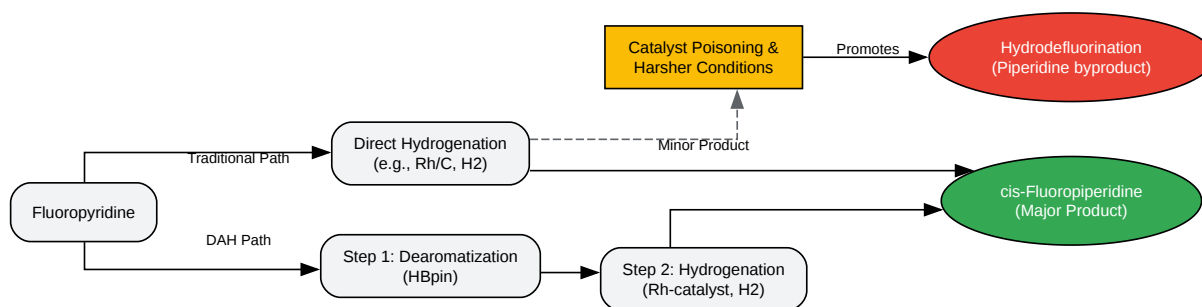 Catalyst Poisoning &
Harsher Conditions
Promotes
Hydrodefluorination
(Piperidine byproduct)
Direct Hydrogenation
(e.g., Rh/C, H2)
Traditional Path
Minor Product
Fluoropyridine
cis-Fluoropiperidine
(Major Product)
DAH Path
Step 1: Dearomatization
(HBpin)
Step 2: Hydrogenation
(Rh-catalyst, H2)